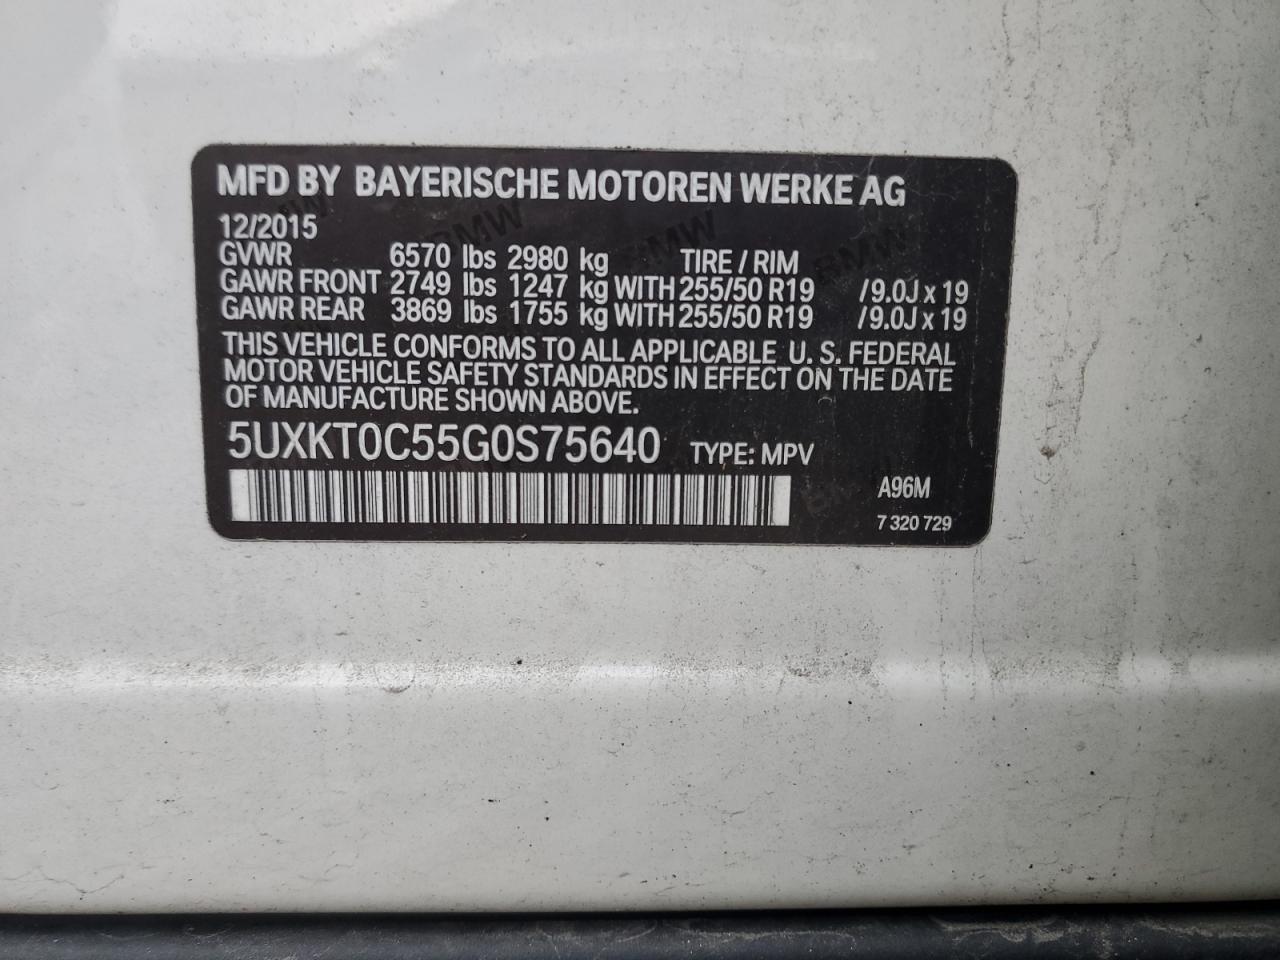 MFD BY BAYERISCHE MOTOREN WERKE AG
12/2015
GVWR 6570 lbs 2980 kg TIRE / RIM
GAWR FRONT 2749 lbs 1247 kg WITH 255/50 R19 /9.0J x 19
GAWR REAR 3869 lbs 1755 kg WITH 255/50 R19 /9.0J x 19
THIS VEHICLE CONFORMS TO ALL APPLICABLE U. S. FEDERAL
MOTOR VEHICLE SAFETY STANDARDS IN EFFECT ON THE DATE
OF MANUFACTURE SHOWN ABOVE.
5UXKT0C55G0S75640 TYPE: MPV
A96M
7 320 729
BMW BMW BMW